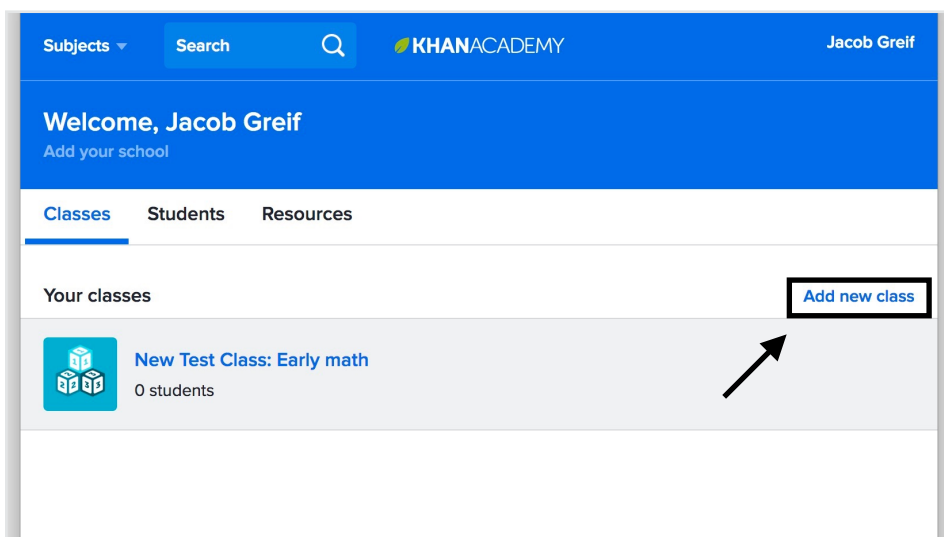 Subjects Search KHANACADEMY Jacob Greif
Welcome, Jacob Greif
Add your school
Classes Students Resources
Your classes Add new class
New Test Class: Early math
0 students